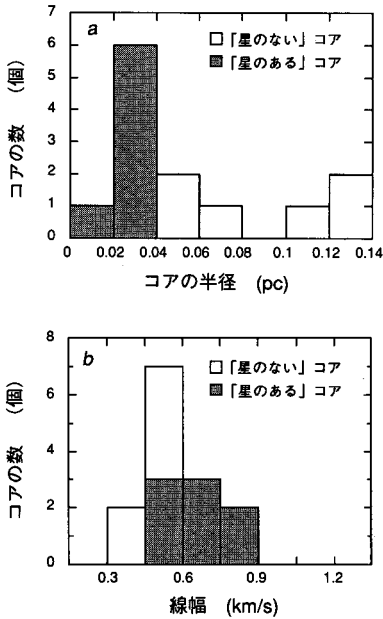 a
□「星のない」コア
■「星のある」コア
コアの数 (個)
7
6
5
4
3
2
1
0
0 0.02 0.04 0.06 0.08 0.1 0.12 0.14
コアの半径 (pc)
b
□「星のない」コア
■「星のある」コア
コアの数 (個)
8
6
4
2
0
0.3 0.6 0.9 1.2
線幅 (km/s)